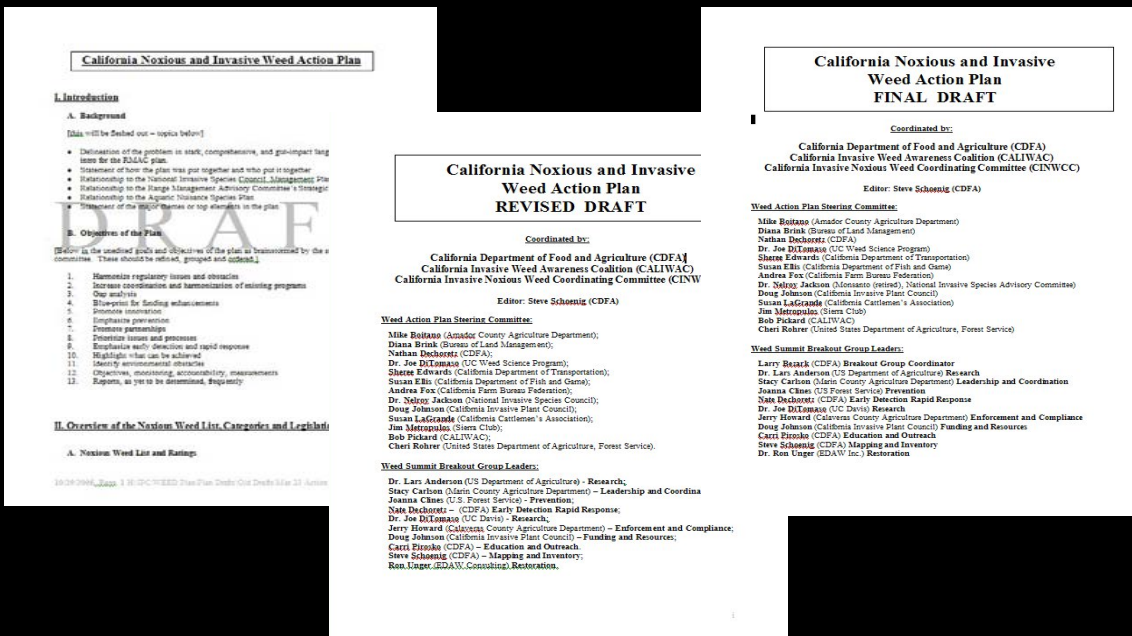 California Noxious and Invasive Weed Action Plan
I. Introduction
A. Background
[this will be fleshed out – topics below]
• Delineation of the problem in stark, comprehensive, and gut-impact lang
intro for the RMAC plan.
• Statement of how the plan was put together and who put it together
• Relationship to the National Invasive Species Council Management Plan
• Relationship to the Range Management Advisory Committee's Strategic
• Relationship to the Aquatic Nuisance Species Plan
• Statement of the major themes or top elements in the plan
DRAF
B. Objectives of the Plan
[Below is the unedited goals and objectives of the plan as brainstormed by the s
committee. These should be refined, grouped and ordered.]
1. Harmonize regulatory issues and obstacles
2. Increase coordination and harmonization of existing programs
3. Gap analysis
4. Blue-print for funding enhancements
5. Promote innovation
6. Emphasize prevention
7. Promote partnerships
8. Prioritize issues and processes
9. Emphasize early detection and rapid response
10. Highlight what can be achieved
11. Identify environmental obstacles
12. Objectives, monitoring, accountability, measurements
13. Reports, as yet to be determined, frequently
II. Overview of the Noxious Weed List, Categories and Legislati
A. Noxious Weed List and Ratings
California Noxious and Invasive
Weed Action Plan
REVISED DRAFT
Coordinated by:
California Department of Food and Agriculture (CDFA)
California Invasive Weed Awareness Coalition (CALIWAC)
California Invasive Noxious Weed Coordinating Committee (CINW
Editor: Steve Schoenig (CDFA)
Weed Action Plan Steering Committee:
Mike Boitano (Amador County Agriculture Department);
Diana Brink (Bureau of Land Management);
Nathan Dechoretz (CDFA);
Dr. Joe DiTomaso (UC Weed Science Program);
Sheree Edwards (California Department of Transportation);
Susan Ellis (California Department of Fish and Game);
Andrea Fox (California Farm Bureau Federation);
Dr. Nelroy Jackson (National Invasive Species Council);
Doug Johnson (California Invasive Plant Council);
Susan LaGrande (California Cattlemen's Association);
Jim Metropulos (Sierra Club);
Bob Pickard (CALIWAC);
Cheri Rohrer (United States Department of Agriculture, Forest Service).
Weed Summit Breakout Group Leaders:
Dr. Lars Anderson (US Department of Agriculture) - Research;
Stacy Carlson (Marin County Agriculture Department) – Leadership and Coordina
Joanna Clines (U.S. Forest Service) - Prevention;
Nate Dechoretz – (CDFA) Early Detection Rapid Response;
Dr. Joe DiTomaso (UC Davis) - Research;
Jerry Howard (Calaveras County Agriculture Department) – Enforcement and Compliance;
Doug Johnson (California Invasive Plant Council) – Funding and Resources;
Carri Pirosko (CDFA) – Education and Outreach.
Steve Schoenig (CDFA) – Mapping and Inventory;
Ron Unger (EDAW Consulting) Restoration.
California Noxious and Invasive
Weed Action Plan
FINAL DRAFT
Coordinated by:
California Department of Food and Agriculture (CDFA)
California Invasive Weed Awareness Coalition (CALIWAC)
California Invasive Noxious Weed Coordinating Committee (CINWCC)
Editor: Steve Schoenig (CDFA)
Weed Action Plan Steering Committee:
Mike Boitano (Amador County Agriculture Department)
Diana Brink (Bureau of Land Management)
Nathan Dechoretz (CDFA)
Dr. Joe DiTomaso (UC Weed Science Program)
Sheree Edwards (California Department of Transportation)
Susan Ellis (California Department of Fish and Game)
Andrea Fox (California Farm Bureau Federation)
Dr. Nelroy Jackson (Monsanto (retired), National Invasive Species Advisory Committee)
Doug Johnson (California Invasive Plant Council)
Susan LaGrande (California Cattlemen's Association)
Jim Metropulos (Sierra Club)
Bob Pickard (CALIWAC)
Cheri Rohrer (United States Department of Agriculture, Forest Service)
Weed Summit Breakout Group Leaders:
Larry Bezark (CDFA) Breakout Group Coordinator
Dr. Lars Anderson (US Department of Agriculture) Research
Stacy Carlson (Marin County Agriculture Department) Leadership and Coordination
Joanna Clines (US Forest Service) Prevention
Nate Dechoretz (CDFA) Early Detection Rapid Response
Dr. Joe DiTomaso (UC Davis) Research
Jerry Howard (Calaveras County Agriculture Department) Enforcement and Compliance
Doug Johnson (California Invasive Plant Council) Funding and Resources
Carri Pirosko (CDFA) Education and Outreach
Steve Schoenig (CDFA) Mapping and Inventory
Dr. Ron Unger (EDAW Inc.) Restoration